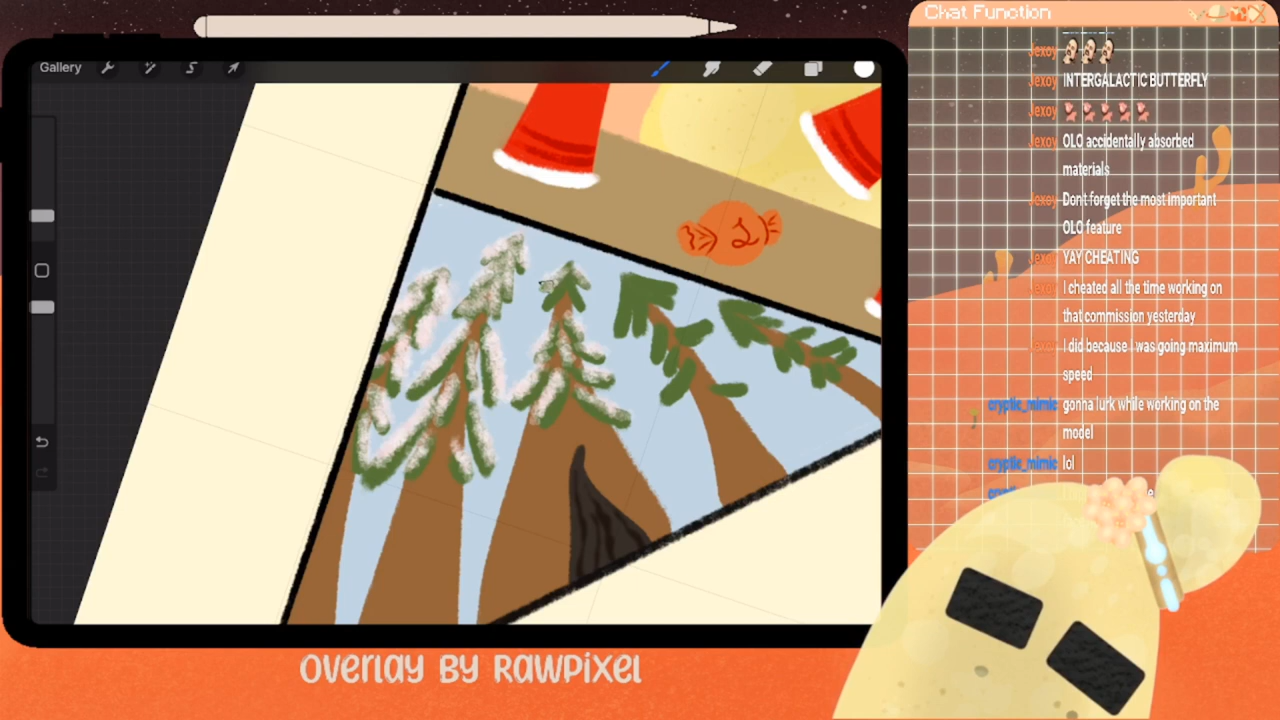 Chat Function
Gallery
Jexoy
Jexoy INTERGALACTIC BUTTERFLY
Jexoy
Jexoy OLO accidentally absorbed
materials
Jexoy Dont forget the most important
OLO feature
Jexoy YAY CHEATING
Jexoy I cheated all the time working on
that commission yesterday
Jexoy I did because I was going maximum
speed
cryptic_mimic gonna lurk while working on the
model
cryptic_mimic lol
OVERLAY BY RAWPIXEL